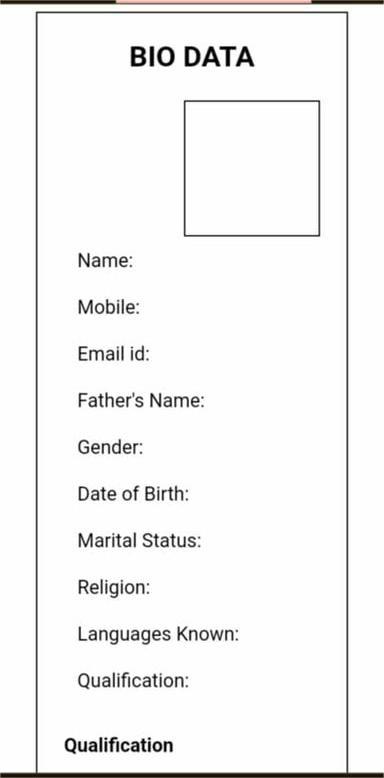 BIO DATA
Name:
Mobile:
Email id:
Father's Name:
Gender:
Date of Birth:
Marital Status:
Religion:
Languages Known:
Qualification:
Qualification